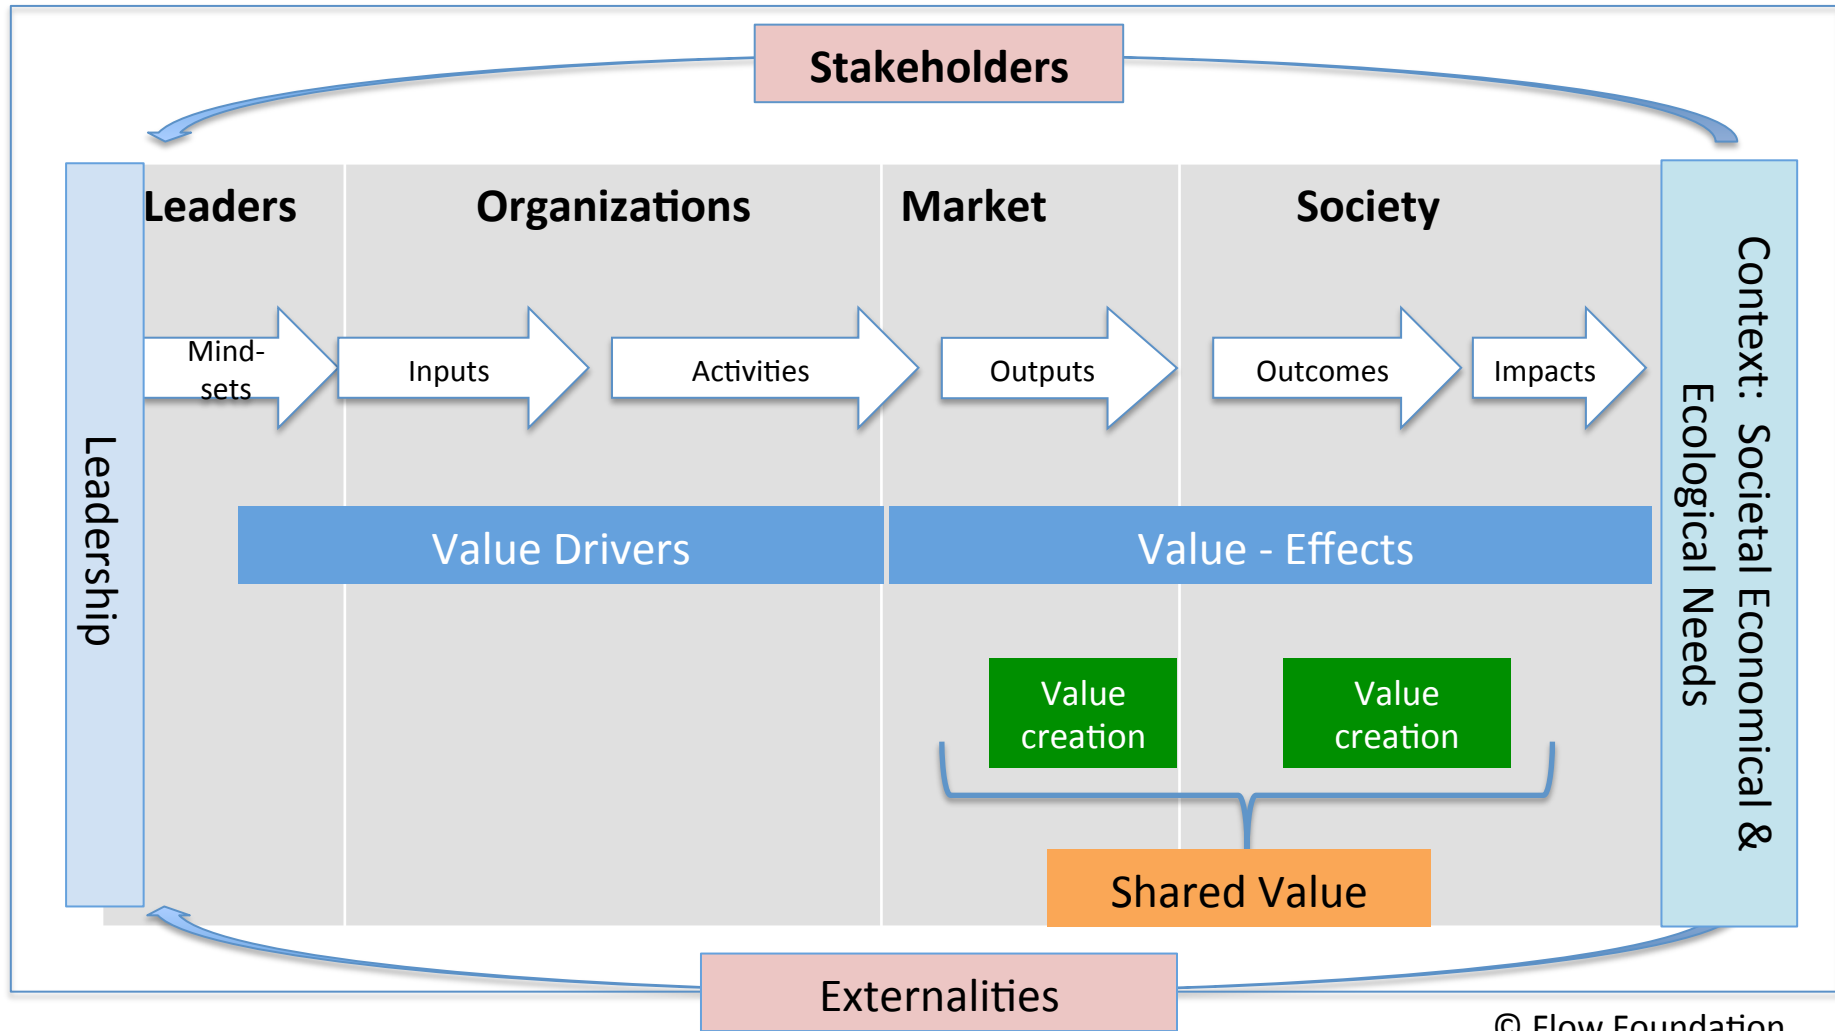 Stakeholders
Leaders
Organizations
Market
Society
Mind-
sets
Inputs
Activities
Outputs
Outcomes
Impacts
Leadership
Context: Societal Economical &
Ecological Needs
Value Drivers
Value - Effects
Value
creation
Value
creation
Shared Value
Externalities
© Flow Foundation